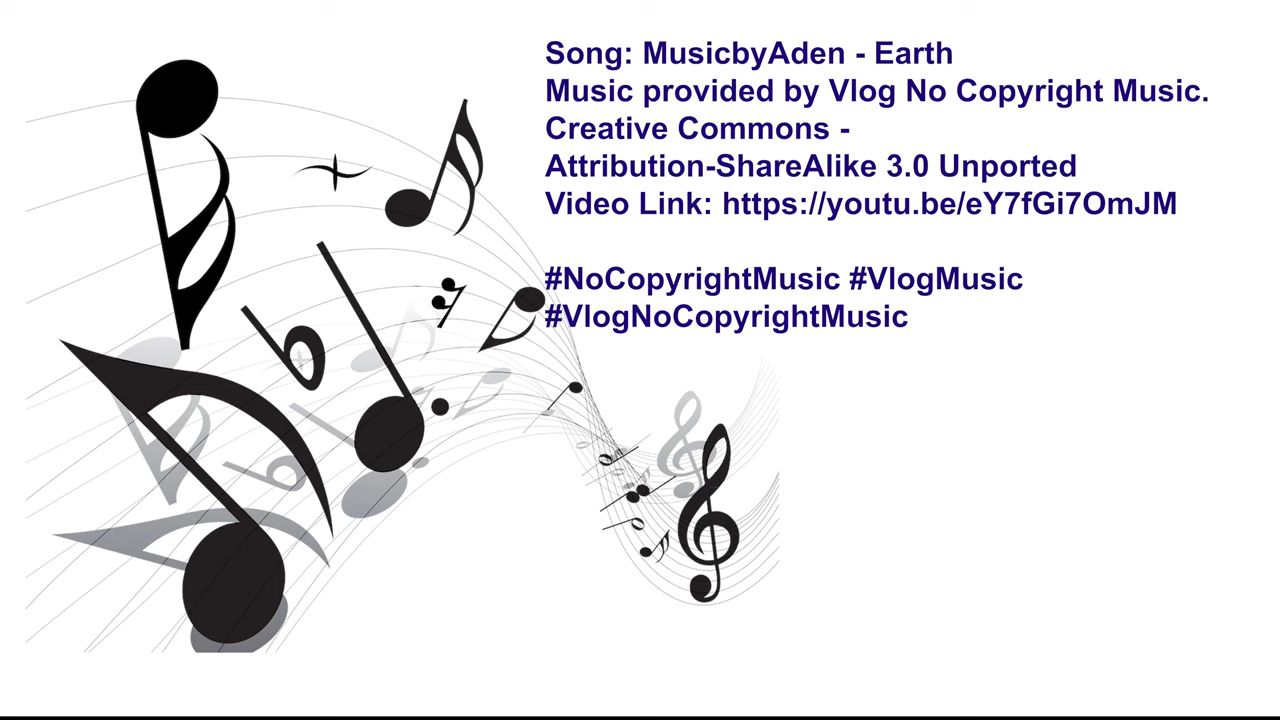 Song: MusicbyAden - Earth
Music provided by Vlog No Copyright Music.
Creative Commons -
Attribution-ShareAlike 3.0 Unported
Video Link: https://youtu.be/eY7fGi7OmJM
#NoCopyrightMusic #VlogMusic
#VlogNoCopyrightMusic